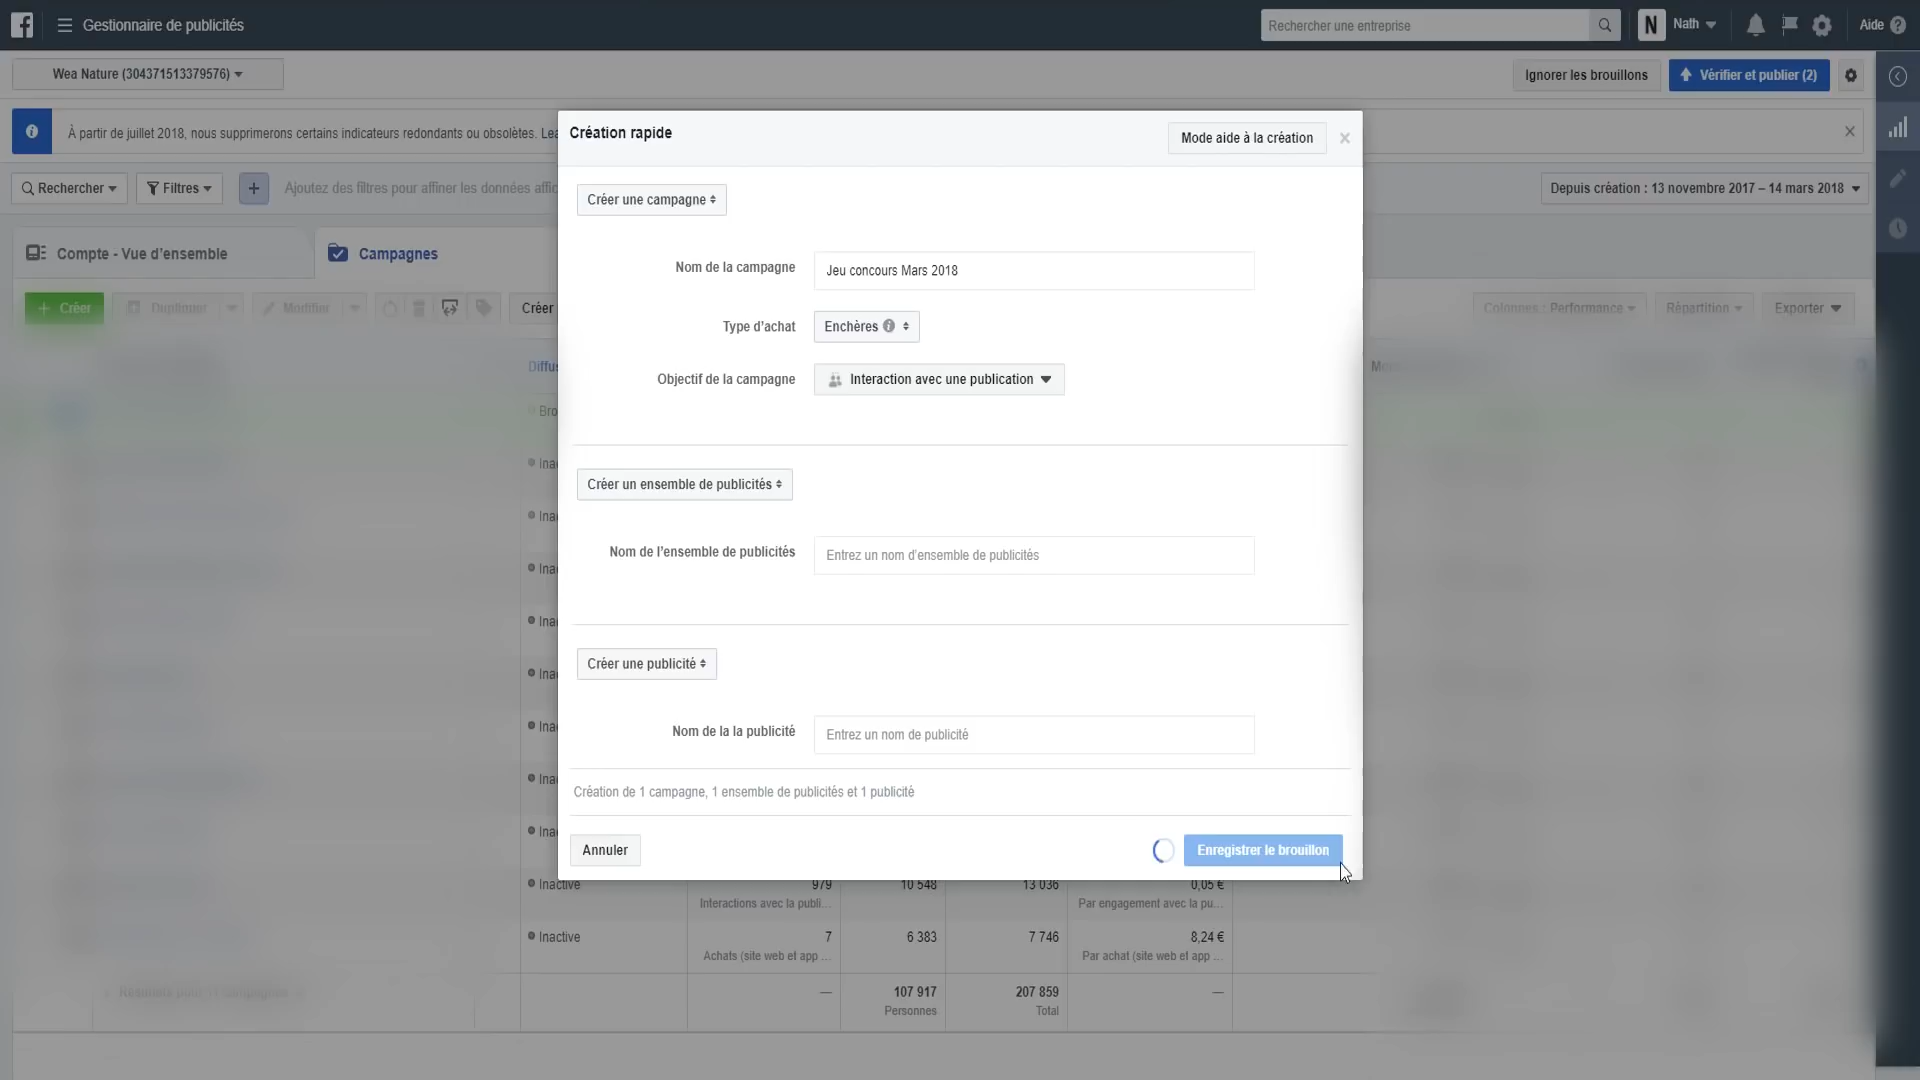 Gestionnaire de publicités
Rechercher une entreprise
N Nath
Aide
Wea Nature (304371513379576)
Ignorer les brouillons
Vérifier et publier (2)
À partir de juillet 2018, nous supprimerons certains indicateurs redondants ou obsolètes. Lea
Rechercher
Filtres
Ajoutez des filtres pour affiner les données affic
Depuis création : 13 novembre 2017 – 14 mars 2018
Compte - Vue d'ensemble
Campagnes
+ Créer
Dupliquer
Modifier
Créer
Colonnes : Performance
Répartition
Exporter
Création rapide
Mode aide à la création
Créer une campagne
Nom de la campagne
Jeu concours Mars 2018
Type d'achat
Enchères
Objectif de la campagne
Interaction avec une publication
Créer un ensemble de publicités
Nom de l'ensemble de publicités
Entrez un nom d'ensemble de publicités
Créer une publicité
Nom de la la publicité
Entrez un nom de publicité
Création de 1 campagne, 1 ensemble de publicités et 1 publicité
Annuler
Enregistrer le brouillon
Diffus
Bro
Inac
Inac
Inac
Inac
Inac
Inac
Inac
Inac
Inactive
979
10 548
13 036
0,05 €
Interactions avec la publi...
Par engagement avec la pu...
Inactive
7
6 383
7 746
8,24 €
Achats (site web et app ...
Par achat (site web et app ...
—
107 917
207 859
—
Personnes
Total